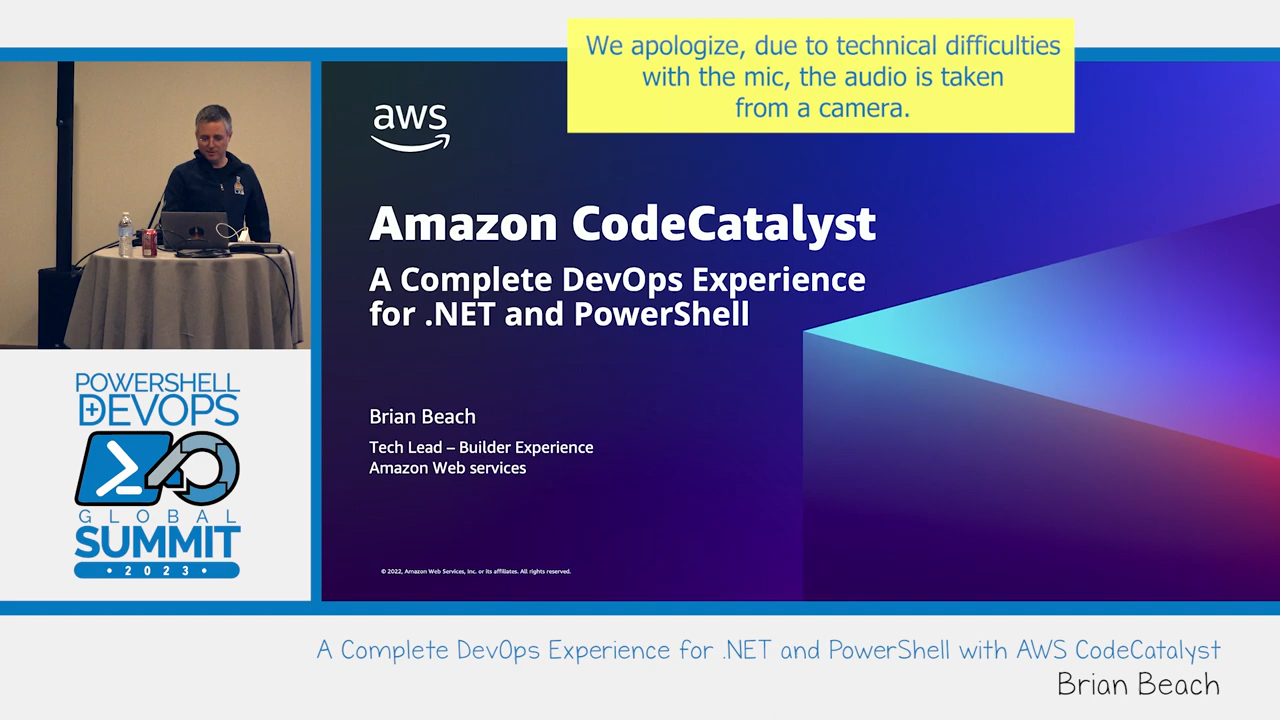 We apologize, due to technical difficulties
with the mic, the audio is taken
from a camera.
aws
Amazon CodeCatalyst
A Complete DevOps Experience
for .NET and PowerShell
Brian Beach
Tech Lead – Builder Experience
Amazon Web services
© 2022, Amazon Web Services, Inc. or its affiliates. All rights reserved.
POWERSHELL
+DEVOPS
GLOBAL
SUMMIT
• 2023 •
A Complete DevOps Experience for .NET and PowerShell with AWS CodeCatalyst
Brian Beach